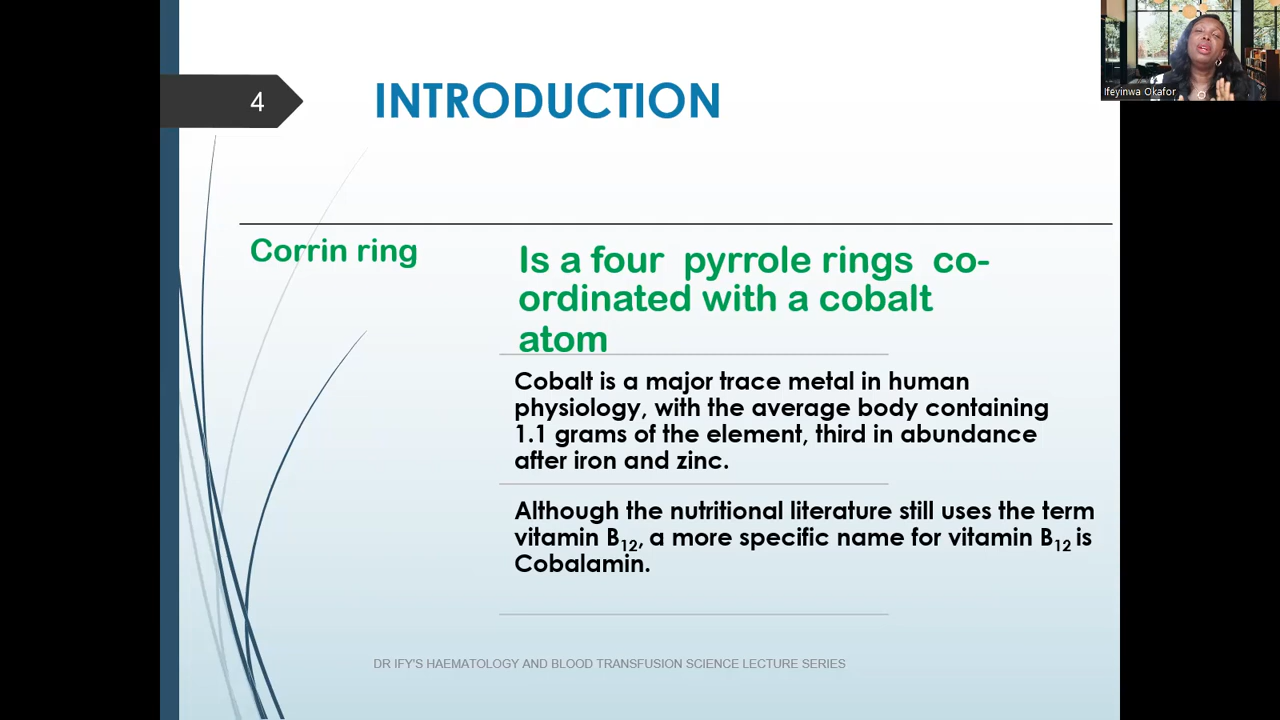 4
INTRODUCTION
Ifeyinwa Okafor
Corrin ring
Is a four pyrrole rings co-
ordinated with a cobalt
atom
Cobalt is a major trace metal in human
physiology, with the average body containing
1.1 grams of the element, third in abundance
after iron and zinc.
Although the nutritional literature still uses the term
vitamin B12, a more specific name for vitamin B12 is
Cobalamin.
DR IFY'S HAEMATOLOGY AND BLOOD TRANSFUSION SCIENCE LECTURE SERIES